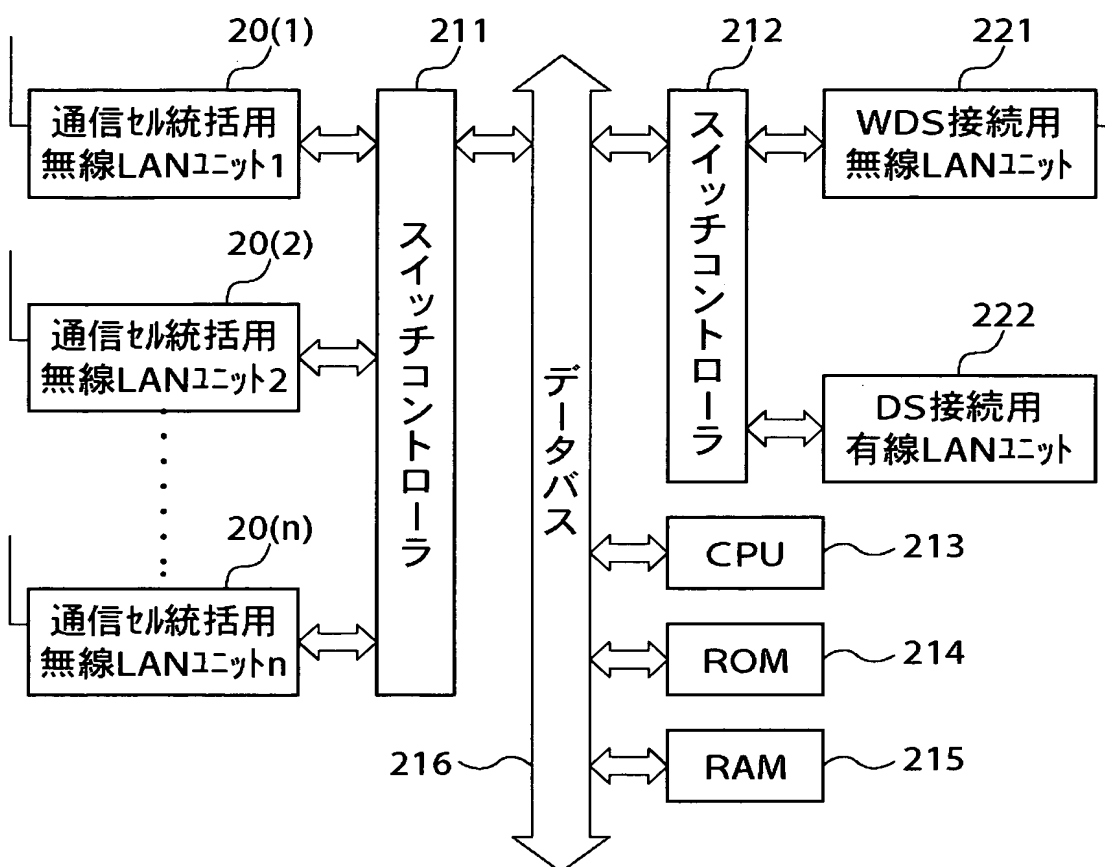 20(1)
通信ｾﾙ統括用
無線LANﾕﾆｯﾄ1
20(2)
通信ｾﾙ統括用
無線LANﾕﾆｯﾄ2
20(n)
通信ｾﾙ統括用
無線LANﾕﾆｯﾄn
211
スイッチコントローラ
216
データバス
212
スイッチコントローラ
221
WDS接続用
無線LANﾕﾆｯﾄ
222
DS接続用
有線LANﾕﾆｯﾄ
CPU
213
ROM
214
RAM
215